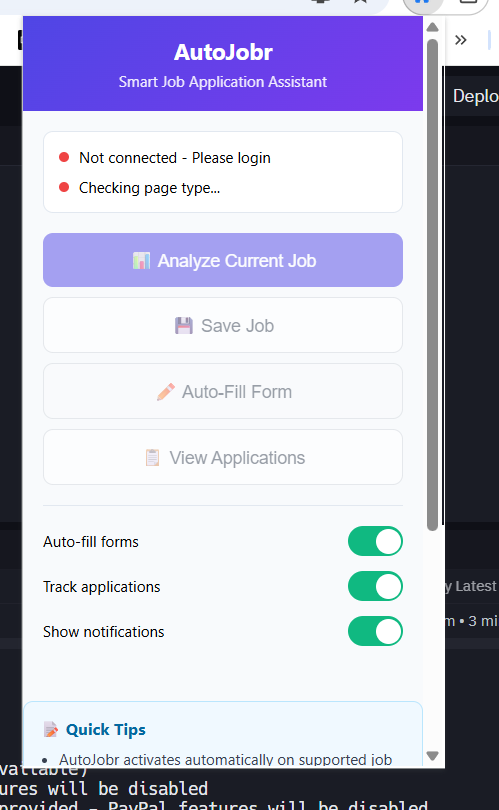 Deplo
AutoJobr
Smart Job Application Assistant
Not connected - Please login
Checking page type...
Analyze Current Job
Save Job
Auto-Fill Form
View Applications
Auto-fill forms
Track applications
Show notifications
y Latest
m • 3 mi
Quick Tips
• AutoJobr activates automatically on supported job
vailable)
ures will be disabled
provided - PayPal features will be disabled